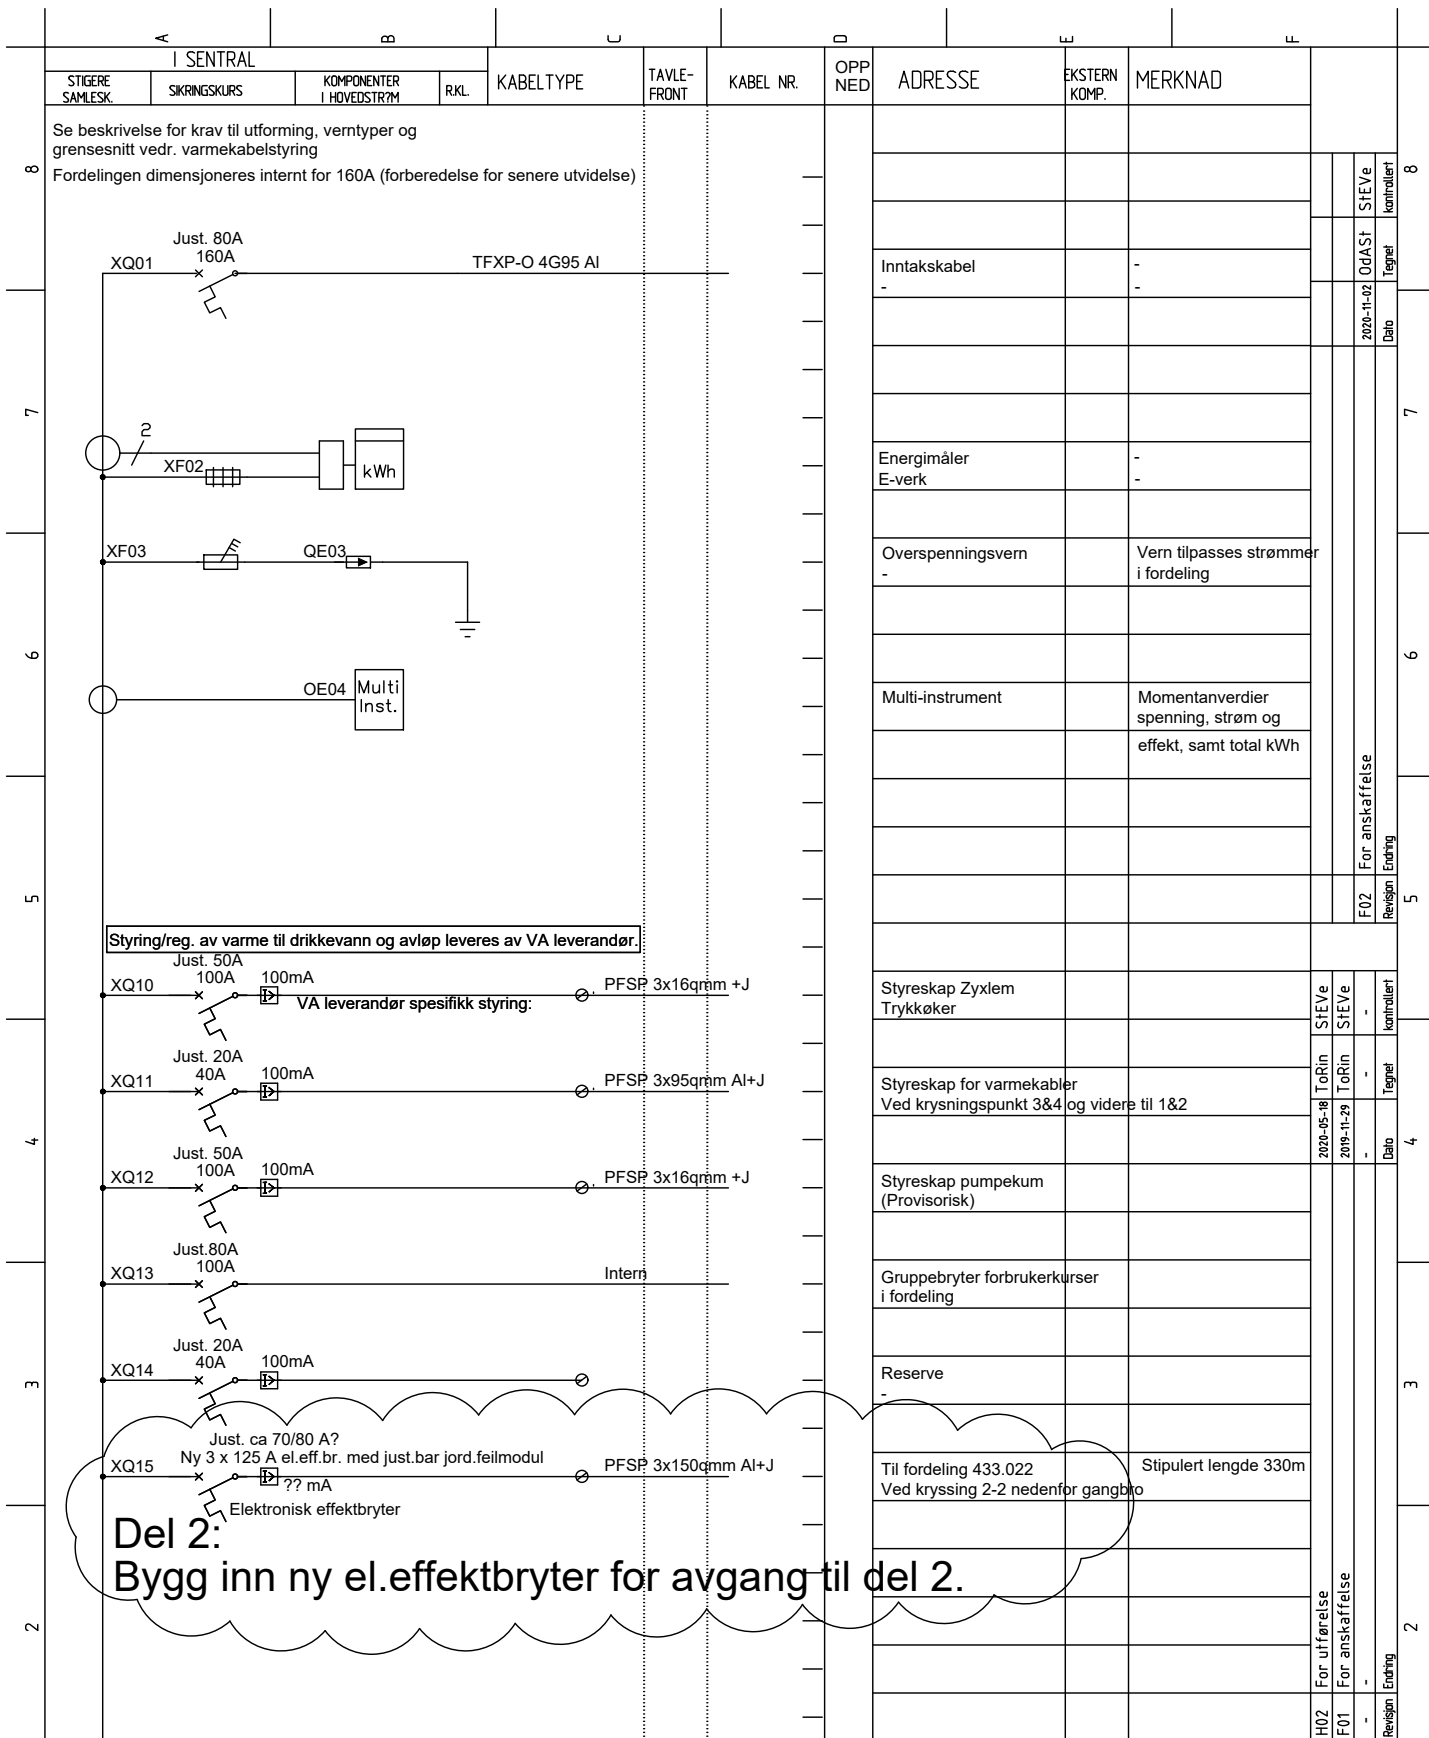 A B C D E F
I SENTRAL
STIGERE SAMLESK.
SIKRINGSKURS
KOMPONENTER
I HOVEDSTR?M
R.KL.
KABELTYPE
TAVLE-
FRONT
KABEL NR.
OPP
NED
ADRESSE
EKSTERN
KOMP.
MERKNAD
Se beskrivelse for krav til utforming, verntyper og
grensesnitt vedr. varmekabelstyring
Fordelingen dimensjoneres internt for 160A (forberedelse for senere utvidelse)
8
8
Just. 80A
160A
XQ01
TFXP-O 4G95 Al
Inntakskabel
-
-
-
7
7
2
XF02
kWh
Energimåler
E-verk
-
-
XF03
QE03
Overspenningsvern
-
Vern tilpasses strømmer
i fordeling
6
6
OE04
Multi
Inst.
Multi-instrument
Momentanverdier
spenning, strøm og
effekt, samt total kWh
5
5
Styring/reg. av varme til drikkevann og avløp leveres av VA leverandør.
Just. 50A
100A
XQ10
100mA
VA leverandør spesifikk styring:
PFSP 3x16qmm +J
Styreskap Zyxlem
Trykkøker
Just. 20A
40A
XQ11
100mA
PFSP 3x95qmm Al+J
Styreskap for varmekabler
Ved krysningspunkt 3&4 og videre til 1&2
4
4
Just. 50A
100A
XQ12
100mA
PFSP 3x16qmm +J
Styreskap pumpekum
(Provisorisk)
Just.80A
100A
XQ13
Intern
Gruppebryter forbrukerkurser
i fordeling
Just. 20A
40A
XQ14
100mA
Reserve
-
3
3
Just. ca 70/80 A?
Ny 3 x 125 A el.eff.br. med just.bar jord.feilmodul
XQ15
?? mA
Elektronisk effektbryter
PFSP 3x150qmm Al+J
Til fordeling 433.022
Ved kryssing 2-2 nedenfor gangbro
Stipulert lengde 330m
Del 2:
Bygg inn ny el.effektbryter for avgang til del 2.
2
2
F02 For anskaffelse 2020-11-02 OdASt StEVe
Revisjon Endring Dato Tegnet kontrollert
H02 For utførelse 2020-05-18 ToRin StEVe
F01 For anskaffelse 2019-11-29 ToRin StEVe
- - - - -
Revisjon Endring Dato Tegnet kontrollert